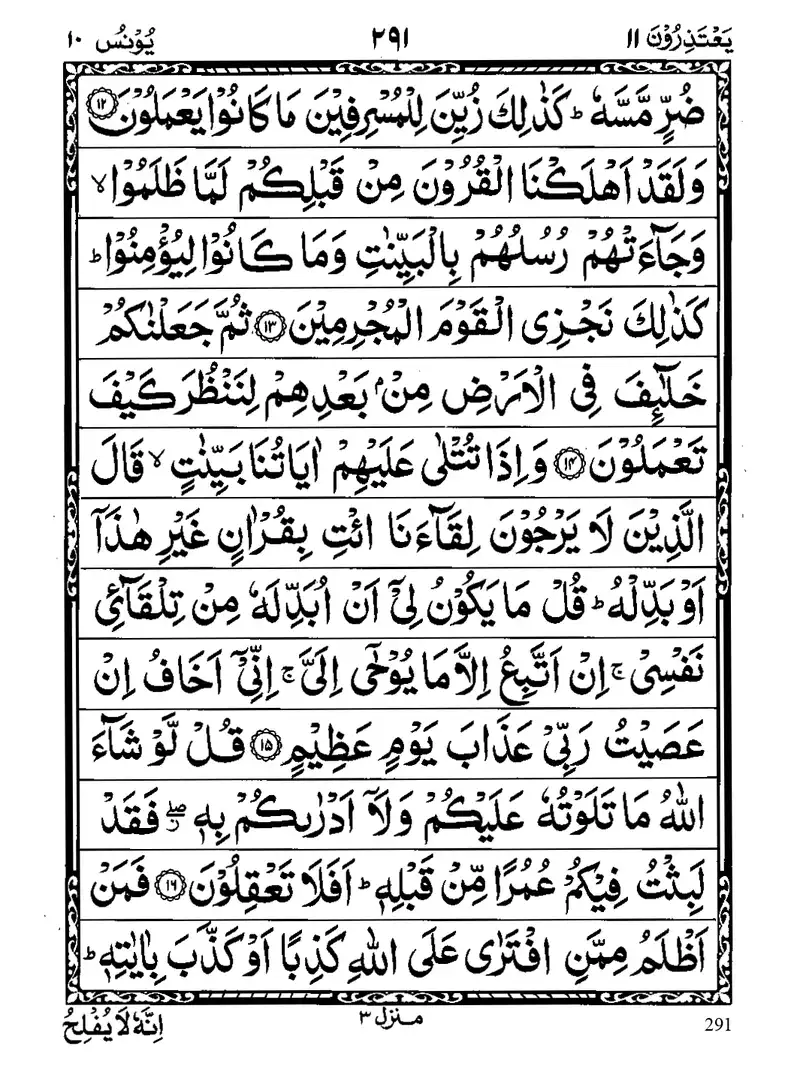 يَعْتَذِرُوْنَ ١١ ٢٩١ يُوْنُس ١٠
ضُرٍّ مَّسَّهٗ ؕ كَذٰلِكَ زُيِّنَ لِلْمُسْرِفِيْنَ مَا كَانُوْا يَعْمَلُوْنَ ۝١٢
وَلَقَدْ اَهْلَكْنَا الْقُرُوْنَ مِنْ قَبْلِكُمْ لَمَّا ظَلَمُوْا ۙ
وَجَآءَتْهُمْ رُسُلُهُمْ بِالْبَيِّنٰتِ وَمَا كَانُوْا لِيُؤْمِنُوْا ؕ
كَذٰلِكَ نَجْزِى الْقَوْمَ الْمُجْرِمِيْنَ ۝١٣ ثُمَّ جَعَلْنٰكُمْ
خَلٰٓئِفَ فِى الْاَرْضِ مِنْۢ بَعْدِهِمْ لِنَنْظُرَ كَيْفَ
تَعْمَلُوْنَ ۝١٤ وَاِذَا تُتْلٰى عَلَيْهِمْ اٰيَاتُنَا بَيِّنٰتٍ ۙ قَالَ
الَّذِيْنَ لَا يَرْجُوْنَ لِقَآءَنَا ائْتِ بِقُرْاٰنٍ غَيْرِ هٰذَاۤ
اَوْ بَدِّلْهُ ؕ قُلْ مَا يَكُوْنُ لِىْۤ اَنْ اُبَدِّلَهٗ مِنْ تِلْقَآئِ
نَفْسِىْ ۚ اِنْ اَتَّبِعُ اِلَّا مَا يُوْحٰۤى اِلَىَّ ۚ اِنِّىْۤ اَخَافُ اِنْ
عَصَيْتُ رَبِّىْ عَذَابَ يَوْمٍ عَظِيْمٍ ۝١٥ قُلْ لَّوْ شَآءَ
اللّٰهُ مَا تَلَوْتُهٗ عَلَيْكُمْ وَلَاۤ اَدْرٰىكُمْ بِهٖ ۖز فَقَدْ
لَبِثْتُ فِيْكُمْ عُمُرًا مِّنْ قَبْلِهٖ ؕ اَفَلَا تَعْقِلُوْنَ ۝١٦ فَمَنْ
اَظْلَمُ مِمَّنِ افْتَرٰى عَلَى اللّٰهِ كَذِبًا اَوْ كَذَّبَ بِاٰيٰتِهٖ ؕ
291 منزل ٣ اِنَّهٗ لَا يُفْلِحُ